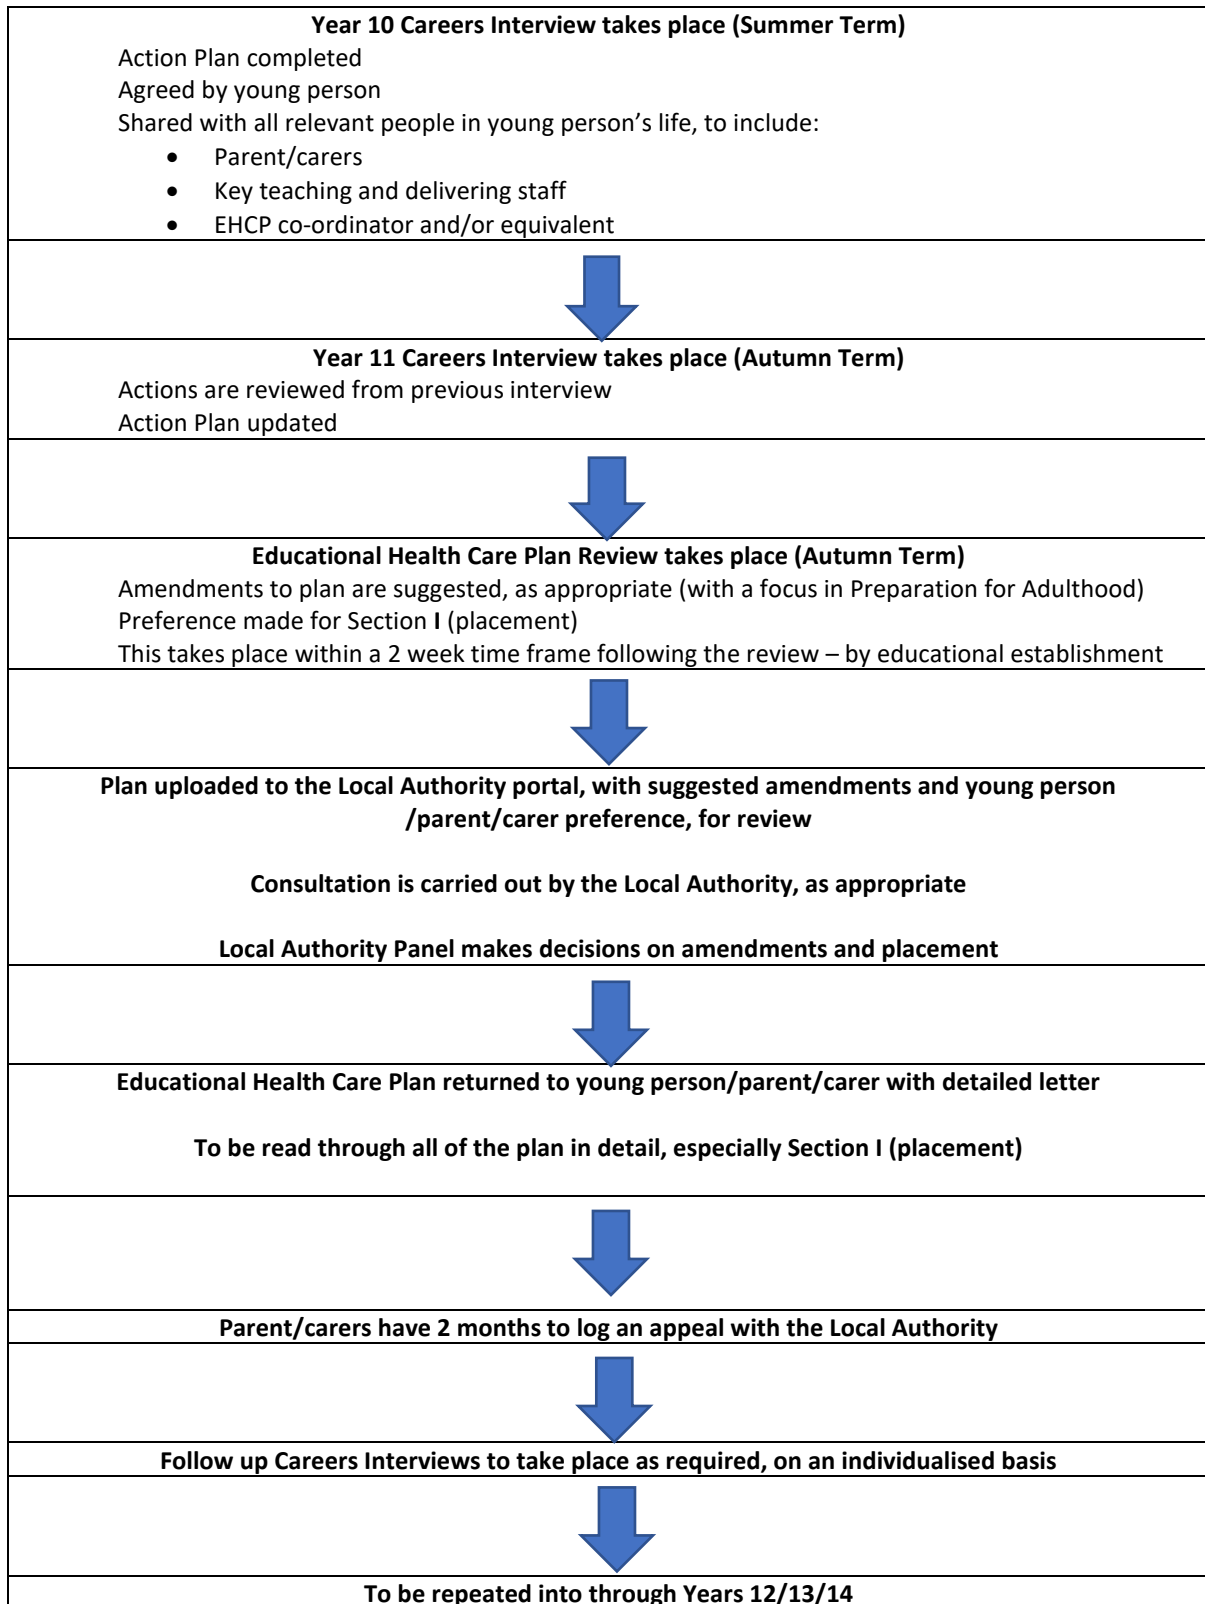 Year 10 Careers Interview takes place (Summer Term)
Action Plan completed
Agreed by young person
Shared with all relevant people in young person’s life, to include:
• Parent/carers
• Key teaching and delivering staff
• EHCP co-ordinator and/or equivalent
Year 11 Careers Interview takes place (Autumn Term)
Actions are reviewed from previous interview
Action Plan updated
Educational Health Care Plan Review takes place (Autumn Term)
Amendments to plan are suggested, as appropriate (with a focus in Preparation for Adulthood)
Preference made for Section I (placement)
This takes place within a 2 week time frame following the review – by educational establishment
Plan uploaded to the Local Authority portal, with suggested amendments and young person
/parent/carer preference, for review
Consultation is carried out by the Local Authority, as appropriate
Local Authority Panel makes decisions on amendments and placement
Educational Health Care Plan returned to young person/parent/carer with detailed letter
To be read through all of the plan in detail, especially Section I (placement)
Parent/carers have 2 months to log an appeal with the Local Authority
Follow up Careers Interviews to take place as required, on an individualised basis
To be repeated into through Years 12/13/14